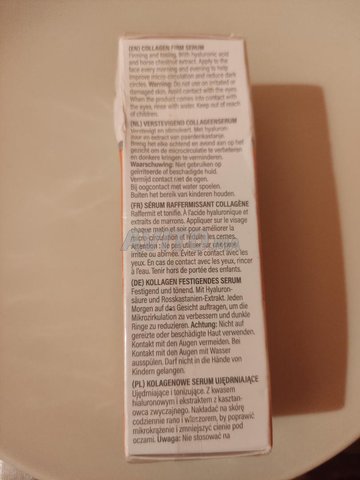 (EN) COLLAGEN FIRM SERUM
Firming and toning. With hyaluronic acid
and horse chestnut extract. Apply to the
face every morning and evening to help
improve micro-circulation and reduce dark
circles. Warning: Do not use on irritated or
damaged skin. Avoid contact with the eyes.
When the product comes into contact with
the eyes, rinse with water. Keep out of reach
of children.
(NL) VERSTEVIGEND COLLAGEENSERUM
Verstevigt en stimuleert. Met hyaluron-
zuur en extract van paardenkastanje.
Breng het elke ochtend en avond aan op het
gezicht om de microcirculatie te verbeteren
en donkere kringen te verminderen.
Waarschuwing: Niet gebruiken op
geïrriteerde of beschadigde huid.
Vermijd contact met de ogen.
Bij oogcontact met water spoelen.
Buiten het bereik van kinderen houden.
(FR) SÉRUM RAFFERMISSANT COLLAGÈNE
Raffermit et tonifie. À l'acide hyaluronique et
extraits de marrons. Appliquer sur le visage
chaque matin et soir pour améliorer la
microcirculation et réduire les cernes.
Attention : Ne pas utiliser sur la peau
irritée ou abîmée. Éviter le contact avec les
yeux. En cas de contact avec les yeux, rincer
à l'eau. Tenir hors de portée des enfants.
(DE) KOLLAGEN FESTIGENDES SERUM
Festigend und tönend. Mit Hyaluron-
säure und Rosskastanien-Extrakt. Jeden
Morgen auf das Gesicht auftragen, um die
Mikrozirkulation zu verbessern und dunkle
Ringe zu reduzieren. Achtung: Nicht auf
gereizte oder beschädigte Haut verwenden.
Kontakt mit den Augen vermeiden. Bei
Kontakt mit den Augen mit Wasser
ausspülen. Darf nicht in die Hände von
Kindern gelangen.
(PL) KOLAGENOWE SERUM UJĘDRNIAJĄCE
Ujędrniające i tonizujące. Z kwasem
hialuronowym i ekstraktem z kaszta-
nowca zwyczajnego. Nakładać na skórę
codziennie rano i wieczorem, by poprawić
mikrokrążenie i zmniejszyć cienie pod
oczami. Uwaga: Nie stosować na